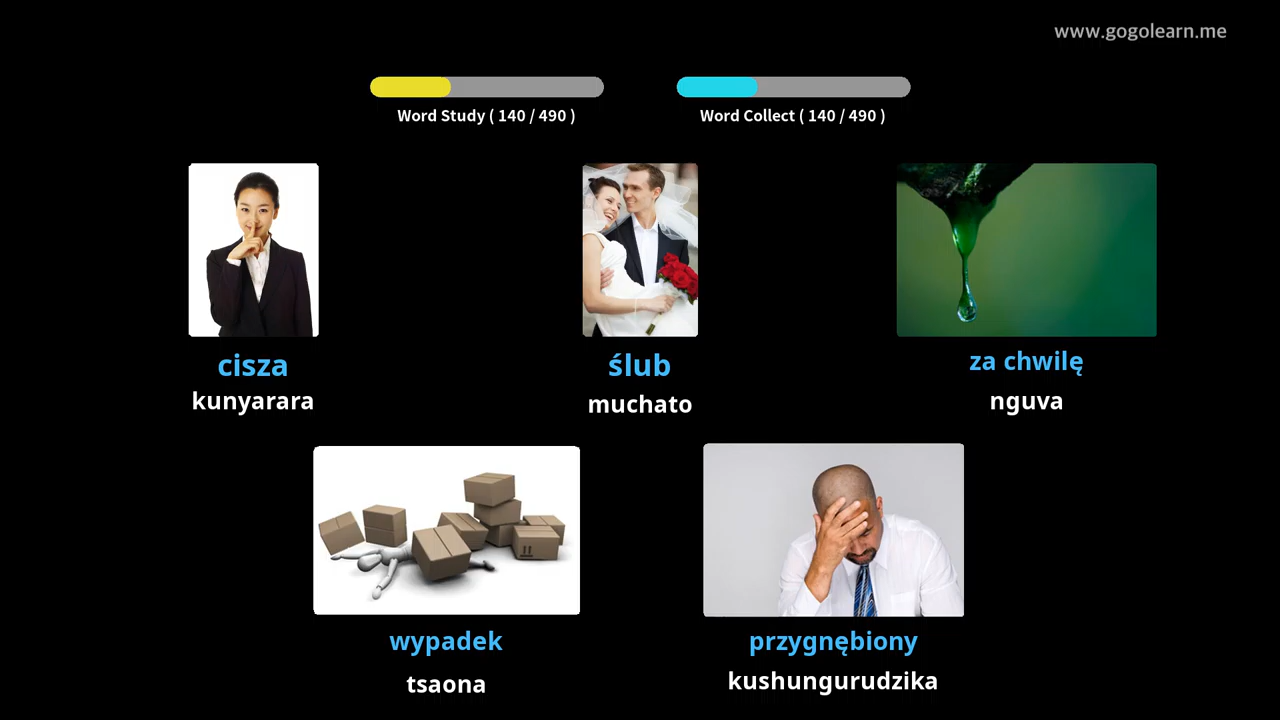 www.gogolearn.me
Word Study ( 140 / 490 )
Word Collect ( 140 / 490 )
cisza
kunyarara
ślub
muchato
za chwilę
nguva
wypadek
tsaona
przygnębiony
kushungurudzika